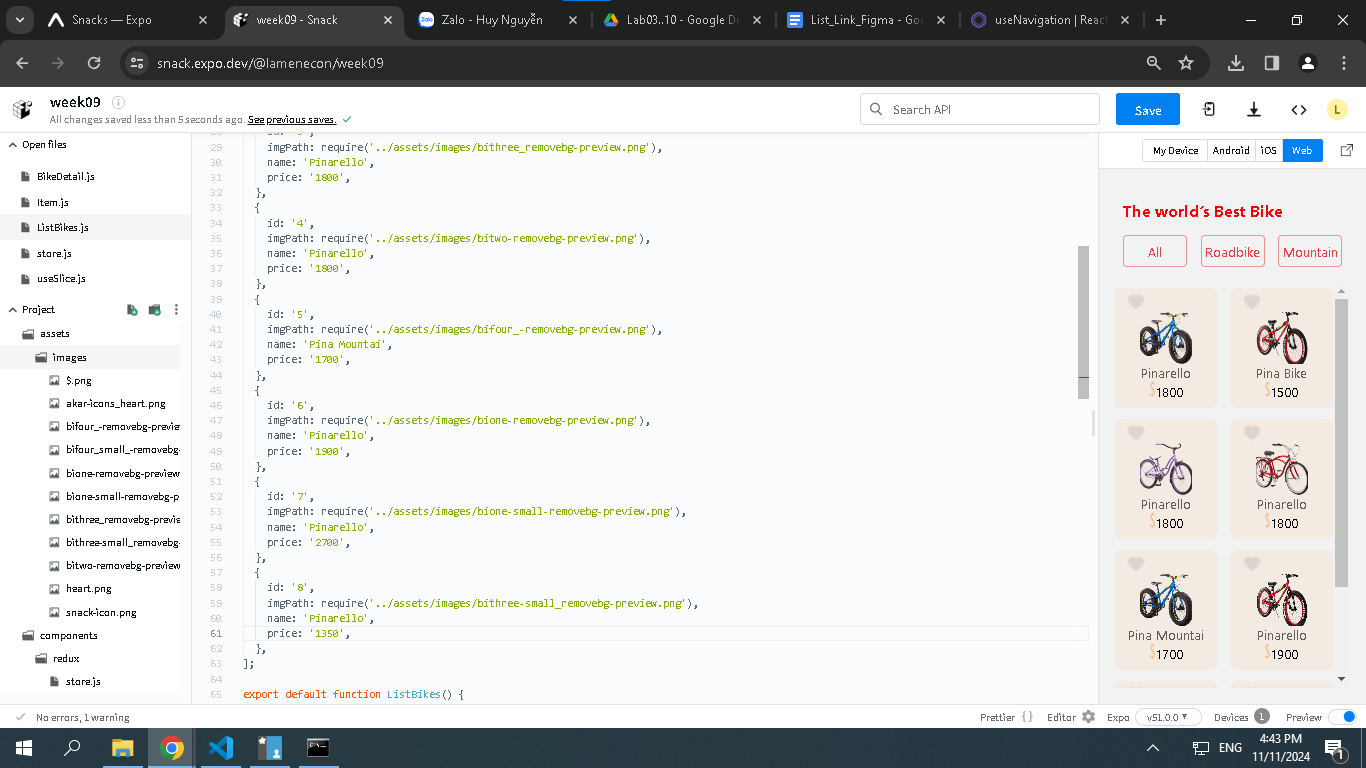 Snacks — Expo
week09 - Snack
Zalo - Huy Nguyễn
Lab03..10 - Google Dr
List_Link_Figma - Goo
useNavigation | React
snack.expo.dev/@lamenecon/week09
week09
All changes saved less than 5 seconds ago. See previous saves.
Search API
Save
L
Open files
BikeDetail.js
Item.js
ListBikes.js
store.js
useSlice.js
Project
assets
images
$.png
akar-icons_heart.png
bifour_-removebg-previe
bifour_small_-removebg-
bione-removebg-preview
bione-small-removebg-p
bithree_removebg-previe
bithree-small_removebg-
bitwo-removebg-preview
heart.png
snack-icon.png
components
redux
store.js
29 imgPath: require('../assets/images/bithree_removebg-preview.png'),
30 name: 'Pinarello',
31 price: '1800',
32 },
33 {
34 id: '4',
35 imgPath: require('../assets/images/bitwo-removebg-preview.png'),
36 name: 'Pinarello',
37 price: '1800',
38 },
39 {
40 id: '5',
41 imgPath: require('../assets/images/bifour_-removebg-preview.png'),
42 name: 'Pina Mountai',
43 price: '1700',
44 },
45 {
46 id: '6',
47 imgPath: require('../assets/images/bione-removebg-preview.png'),
48 name: 'Pinarello',
49 price: '1900',
50 },
51 {
52 id: '7',
53 imgPath: require('../assets/images/bione-small-removebg-preview.png'),
54 name: 'Pinarello',
55 price: '2700',
56 },
57 {
58 id: '8',
59 imgPath: require('../assets/images/bithree-small_removebg-preview.png'),
60 name: 'Pinarello',
61 price: '1350',
62 },
63 ];
64
65 export default function ListBikes() {
My Device Android iOS Web
The world's Best Bike
All Roadbike Mountain
Pinarello
$1800
Pina Bike
$1500
Pinarello
$1800
Pinarello
$1800
Pina Mountai
$1700
Pinarello
$1900
No errors, 1 warning
Prettier {} Editor Expo v51.0.0 Devices 1 Preview
ENG
4:43 PM
11/11/2024
1